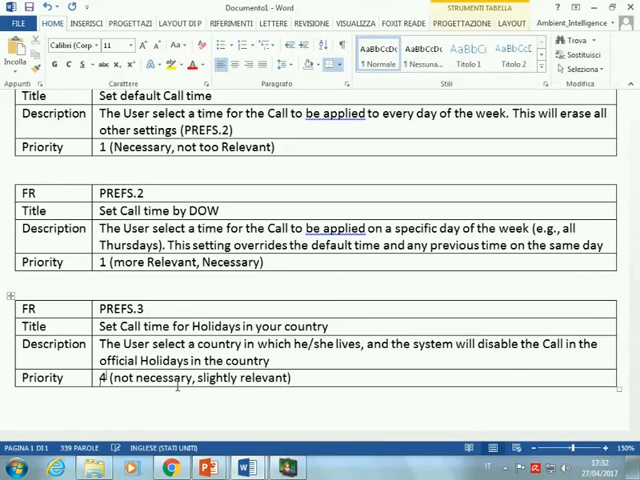 Documento1 - Word
STRUMENTI TABELLA
FILE HOME INSERISCI PROGETTAZI LAYOUT DI P RIFERIMENTI LETTERE REVISIONE VISUALIZZA FOXIT READER PROGETTAZIONE LAYOUT Ambient_Intelligence
Incolla
Calibri (Corp 11
AaBbCcDc AaBbCcDc AaBbCc AaBbCcD
¶ Normale ¶ Nessuna... Titolo 1 Titolo 2
Trova
Sostituisci
Seleziona
Appunti Carattere Paragrafo Stili Modifica
Title Set default Call time
Description The User select a time for the Call to be applied to every day of the week. This will erase all
other settings (PREFS.2)
Priority 1 (Necessary, not too Relevant)
FR PREFS.2
Title Set Call time by DOW
Description The User select a time for the Call to be applied on a specific day of the week (e.g., all
Thursdays). This setting overrides the default time and any previous time on the same day
Priority 1 (more Relevant, Necessary)
FR PREFS.3
Title Set Call time for Holidays in your country
Description The User select a country in which he/she lives, and the system will disable the Call in the
official Holidays in the country
Priority 4 (not necessary, slightly relevant)
PAGINA 1 DI 1 339 PAROLE INGLESE (STATI UNITI) 150%
IT 17:32
27/04/2017